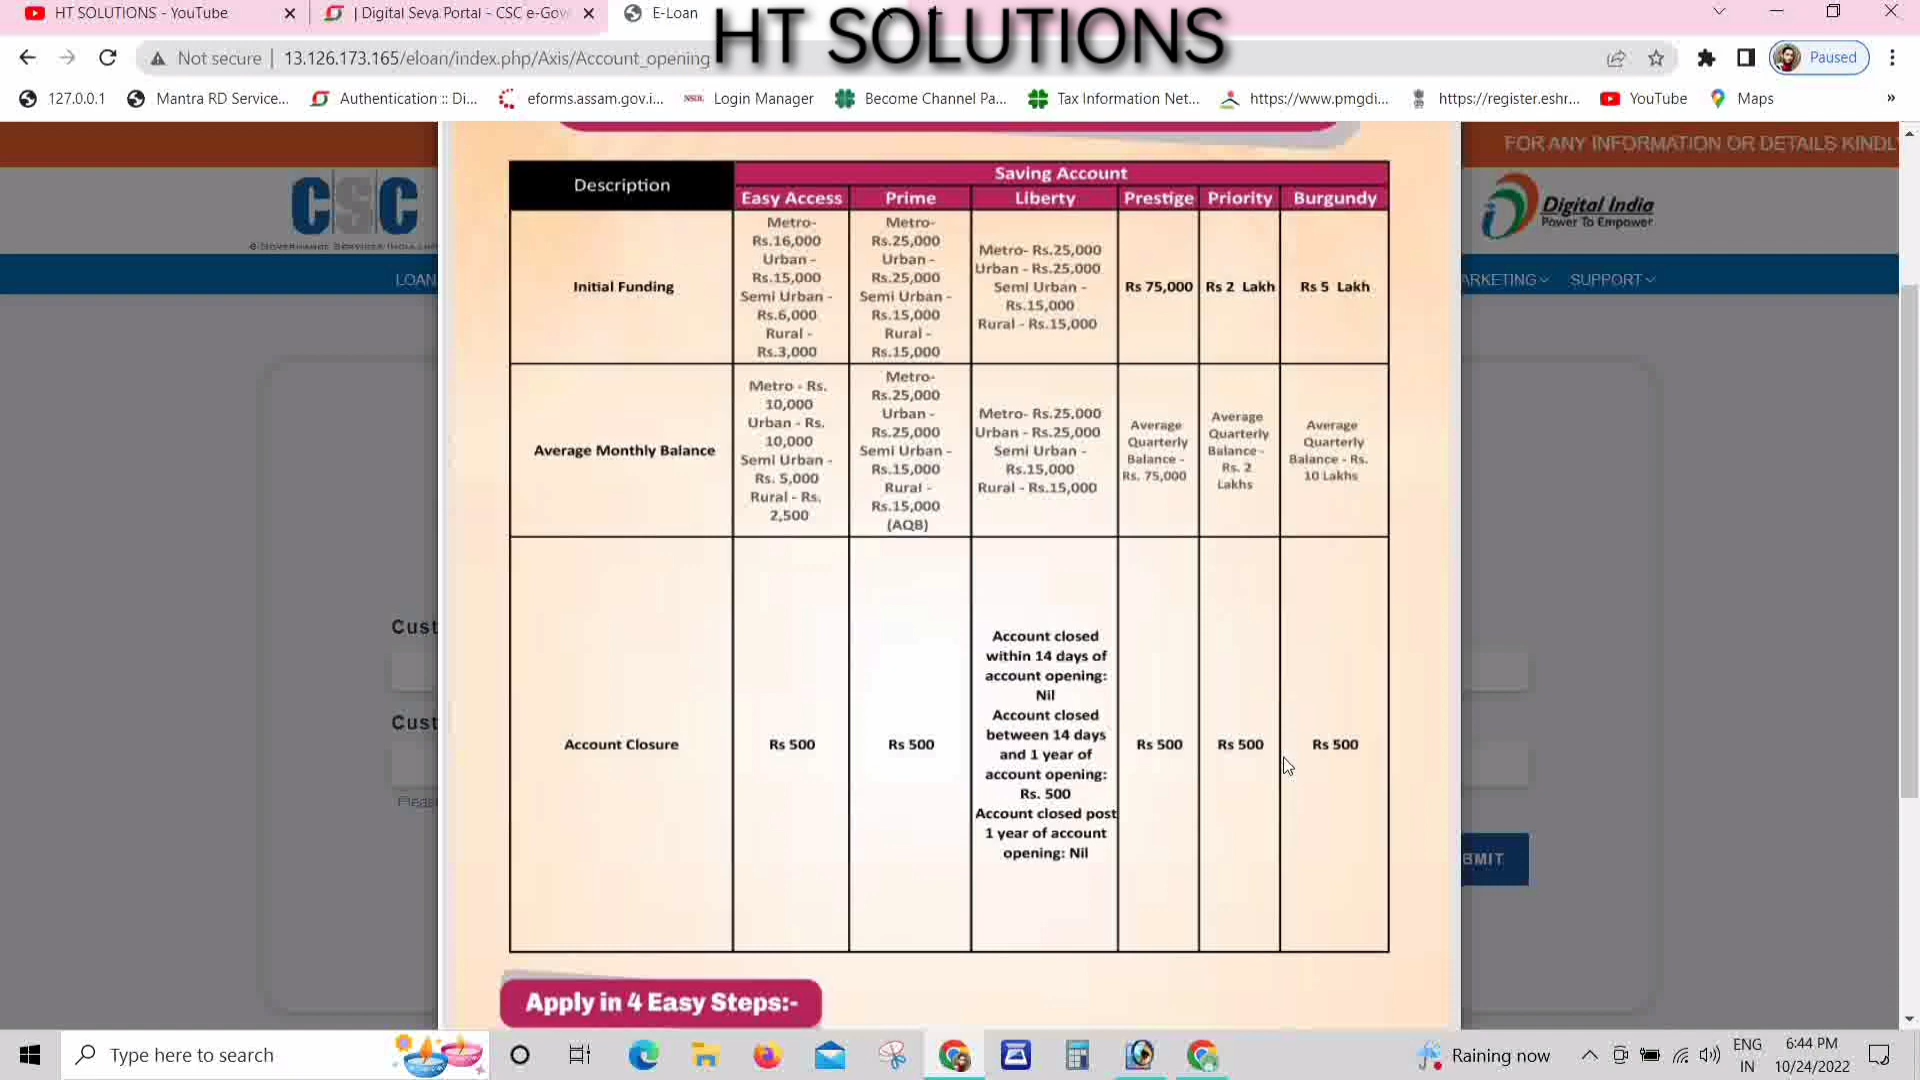 HT SOLUTIONS - YouTube
| Digital Seva Portal - CSC e-Gov
E-Loan
HT SOLUTIONS
Not secure | 13.126.173.165/eloan/index.php/Axis/Account_opening
Paused
127.0.0.1
Mantra RD Service...
Authentication :: Di...
eforms.assam.gov.i...
NSDL
Login Manager
Become Channel Pa...
Tax Information Net...
https://www.pmgdi...
https://register.eshr...
YouTube
Maps
»
FOR ANY INFORMATION OR DETAILS KINDLY
CSC
Digital India
Power To Empower
LOAN
ARKETING
SUPPORT
Description
Saving Account
Easy Access
Prime
Liberty
Prestige
Priority
Burgundy
Initial Funding
Metro-
Rs.16,000
Urban -
Rs.15,000
Semi Urban -
Rs.6,000
Rural -
Rs.3,000
Metro-
Rs.25,000
Urban -
Rs.25,000
Semi Urban -
Rs.15,000
Rural -
Rs.15,000
Metro- Rs.25,000
Urban - Rs.25,000
Semi Urban -
Rs.15,000
Rural - Rs.15,000
Rs 75,000
Rs 2 Lakh
Rs 5 Lakh
Average Monthly Balance
Metro - Rs.
10,000
Urban - Rs.
10,000
Semi Urban -
Rs. 5,000
Rural - Rs.
2,500
Metro-
Rs.25,000
Urban -
Rs.25,000
Semi Urban -
Rs.15,000
Rural -
Rs.15,000
(AQB)
Metro- Rs.25,000
Urban - Rs.25,000
Semi Urban -
Rs.15,000
Rural - Rs.15,000
Average
Quarterly
Balance -
Rs. 75,000
Average
Quarterly
Balance -
Rs. 2
Lakhs
Average
Quarterly
Balance - Rs.
10 Lakhs
Account Closure
Rs 500
Rs 500
Account closed
within 14 days of
account opening:
Nil
Account closed
between 14 days
and 1 year of
account opening:
Rs. 500
Account closed post
1 year of account
opening: Nil
Rs 500
Rs 500
Rs 500
Cust
Cust
Pleas
BMIT
Apply in 4 Easy Steps:-
Type here to search
Raining now
ENG
IN
6:44 PM
10/24/2022